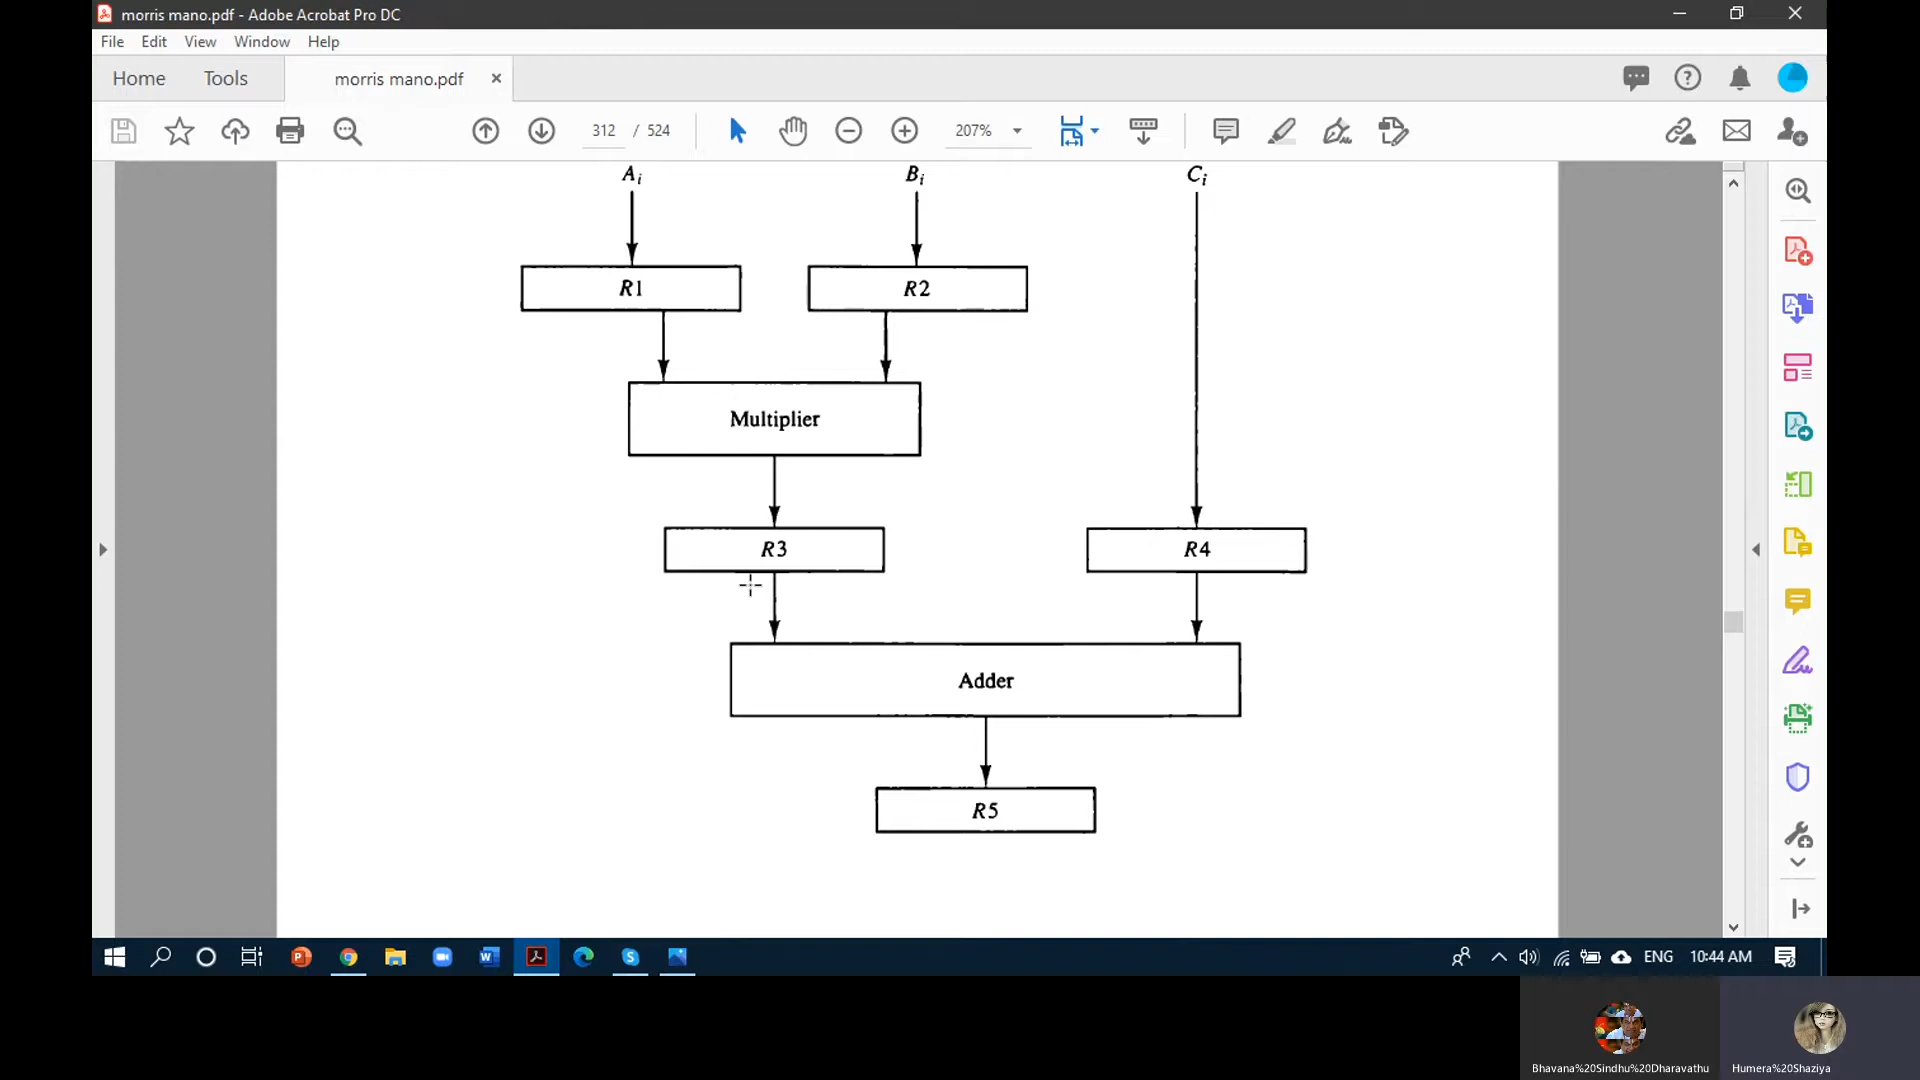 morris mano.pdf - Adobe Acrobat Pro DC
File Edit View Window Help
Home Tools morris mano.pdf ×
312 / 524 207%
Ai Bi Ci
R1 R2
Multiplier
R3 R4
Adder
R5
ENG 10:44 AM
Bhavana%20Sindhu%20Dharavathu Humera%20Shaziya